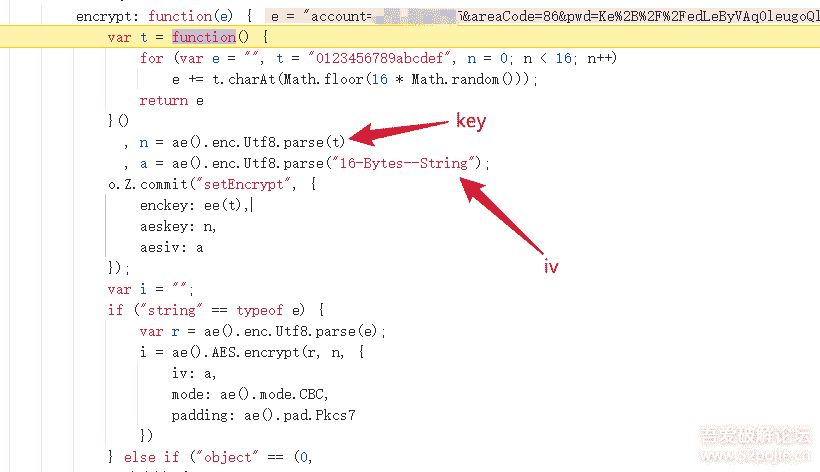 encrypt: function(e) { e = "account= 5&areaCode=86&pwd=Ke%2B%2F%2FedLeByVAq0leugoQl
var t = function() {
for (var e = "", t = "0123456789abcdef", n = 0; n < 16; n++)
e += t.charAt(Math.floor(16 * Math.random()));
return e
}()
, n = ae().enc.Utf8.parse(t)
key
, a = ae().enc.Utf8.parse("16-Bytes--String");
o.Z.commit("setEncrypt", {
enckey: ee(t),
aeskey: n,
aesiv: a
iv
});
var i = "";
if ("string" == typeof e) {
var r = ae().enc.Utf8.parse(e);
i = ae().AES.encrypt(r, n, {
iv: a,
mode: ae().mode.CBC,
padding: ae().pad.Pkcs7
})
} else if ("object" == (0,
吾爱破解论坛
www.52pojie.cn